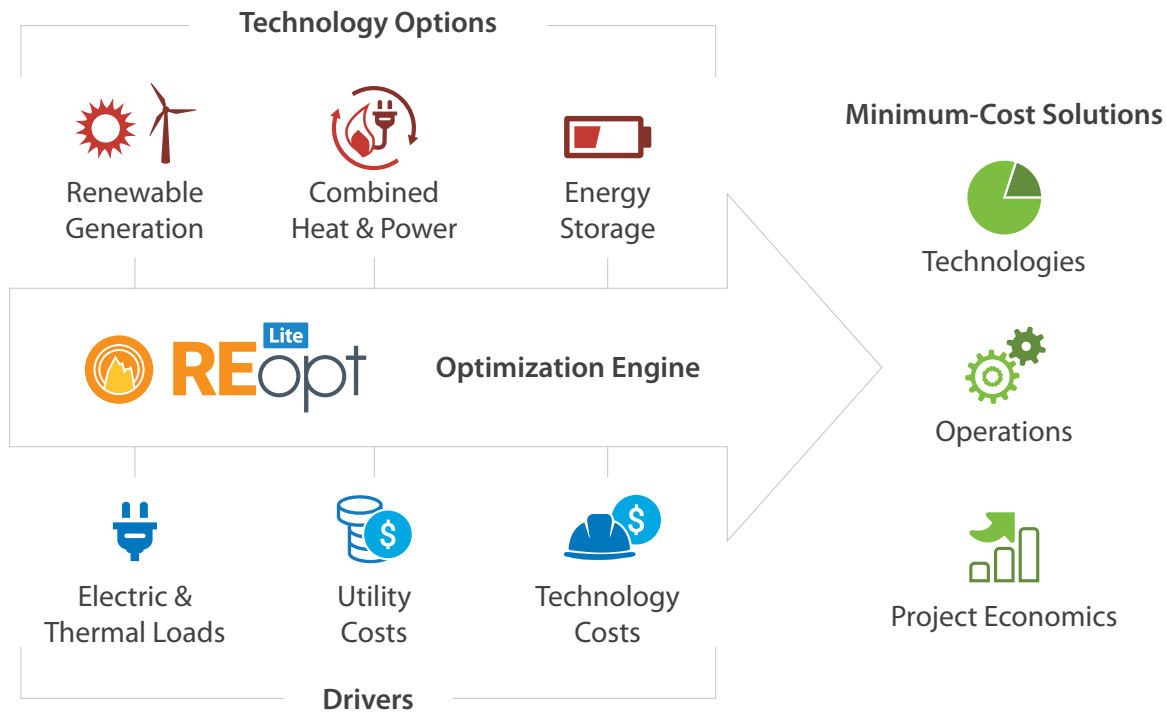 Technology Options
Renewable
Generation
Combined
Heat & Power
Energy
Storage
Minimum-Cost Solutions
Technologies
REopt Lite
Optimization Engine
Operations
$
$
Electric &
Thermal Loads
Utility
Costs
Technology
Costs
Project Economics
Drivers